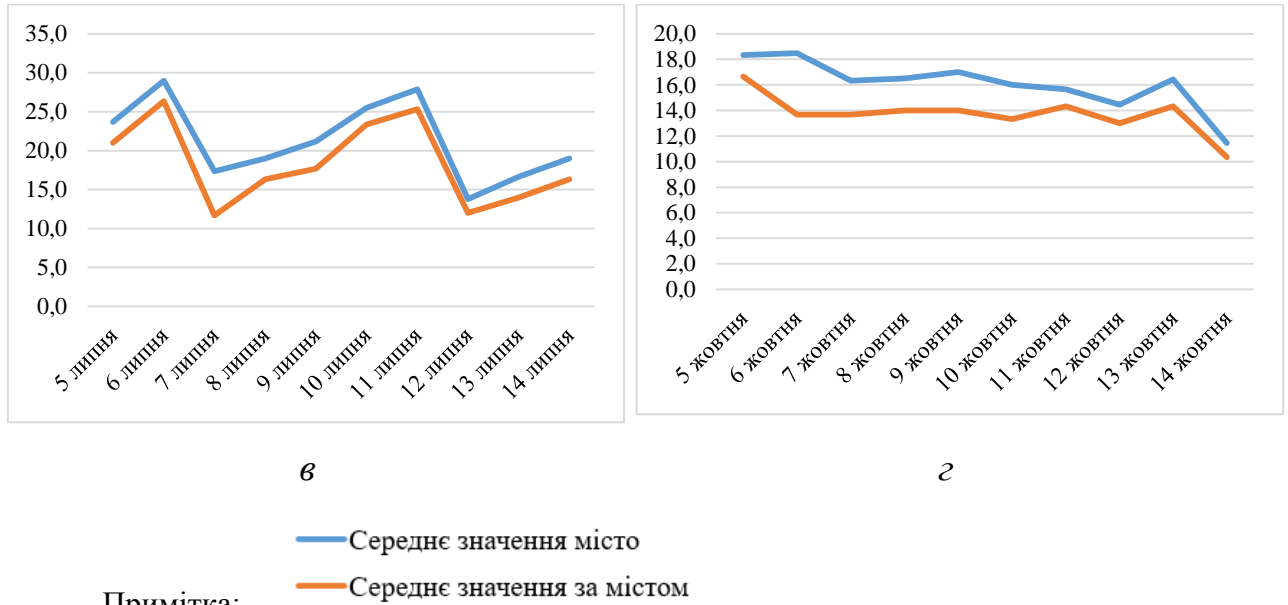 35,0
30,0
25,0
20,0
15,0
10,0
5,0
0,0
5 липня
6 липня
7 липня
8 липня
9 липня
10 липня
11 липня
12 липня
13 липня
14 липня
20,0
18,0
16,0
14,0
12,0
10,0
8,0
6,0
4,0
2,0
0,0
5 жовтня
6 жовтня
7 жовтня
8 жовтня
9 жовтня
10 жовтня
11 жовтня
12 жовтня
13 жовтня
14 жовтня
в
г
Середнє значення місто
Середнє значення за містом
Примітка: